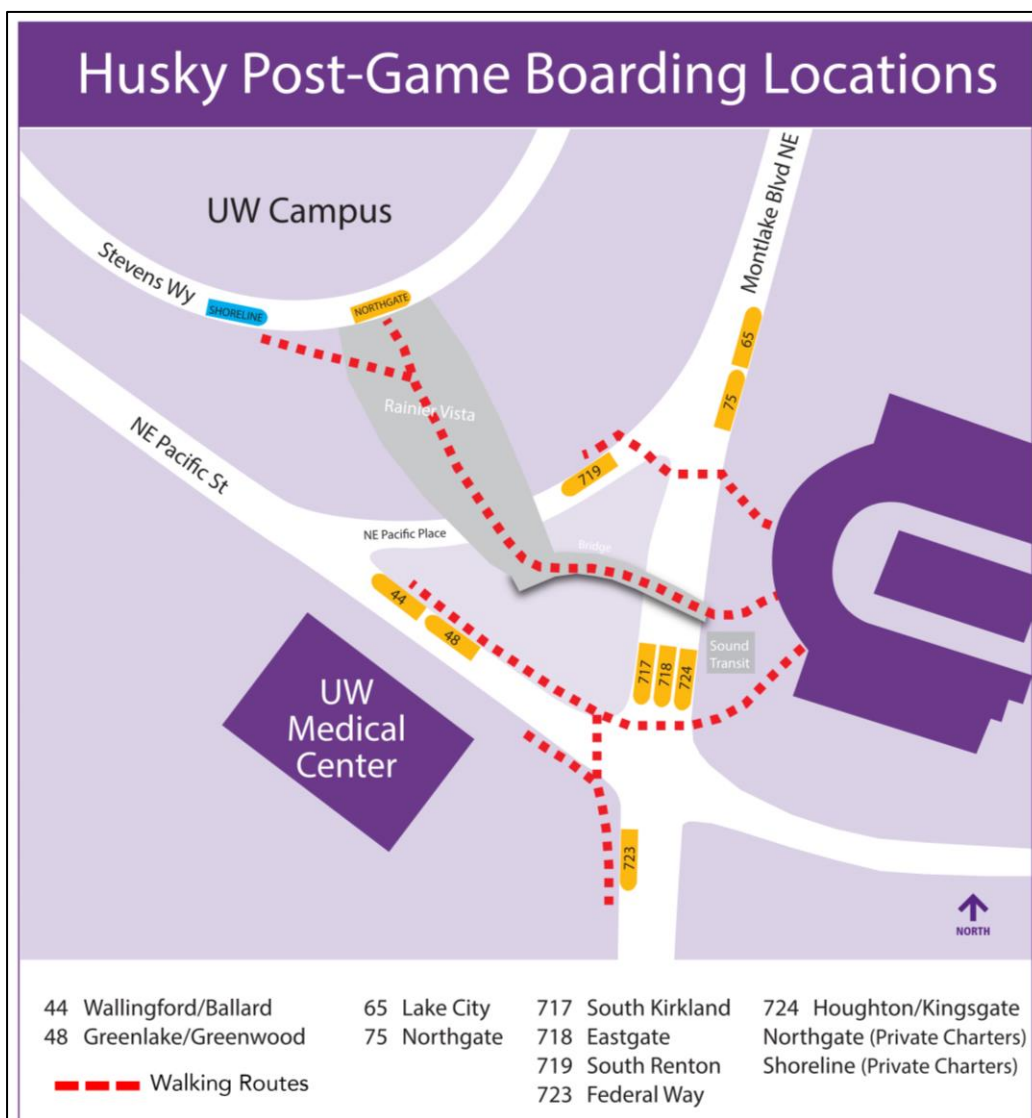 Husky Post-Game Boarding Locations
UW Campus
Montlake Blvd NE
Stevens Wy
SHORELINE
NORTHGATE
65
75
Rainier Vista
NE Pacific St
719
NE Pacific Place
Bridge
44
48
717
718
724
Sound
Transit
UW
Medical
Center
723
NORTH
44 Wallingford/Ballard
48 Greenlake/Greenwood
Walking Routes
65 Lake City
75 Northgate
717 South Kirkland
718 Eastgate
719 South Renton
723 Federal Way
724 Houghton/Kingsgate
Northgate (Private Charters)
Shoreline (Private Charters)